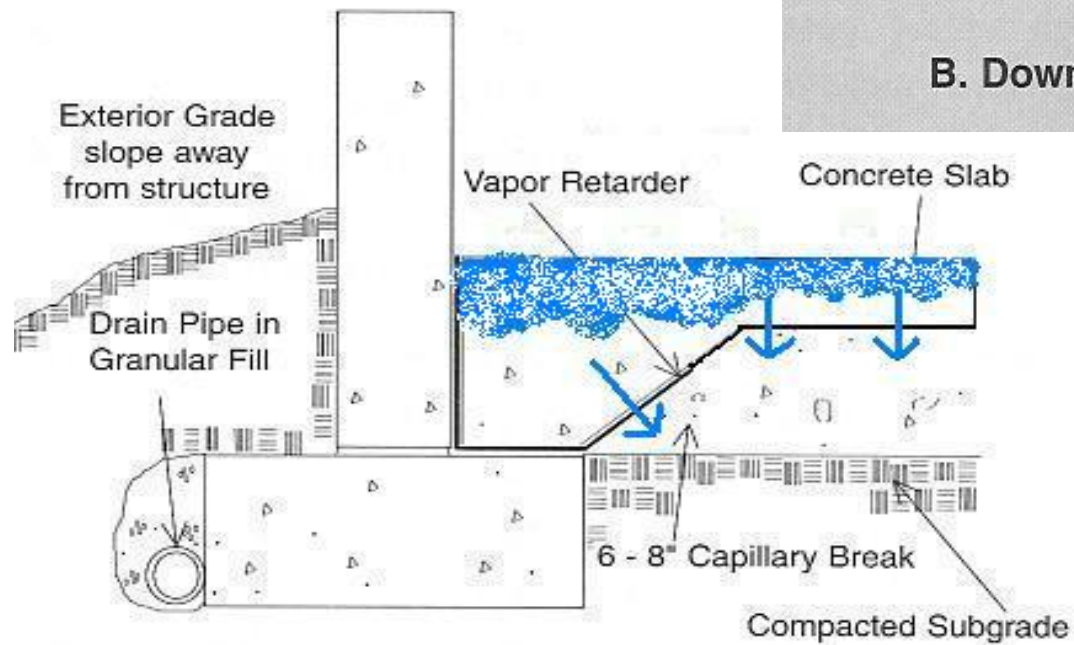 B. Down
Exterior Grade
slope away
from structure
Vapor Retarder
Concrete Slab
Drain Pipe in
Granular Fill
6 - 8" Capillary Break
Compacted Subgrade